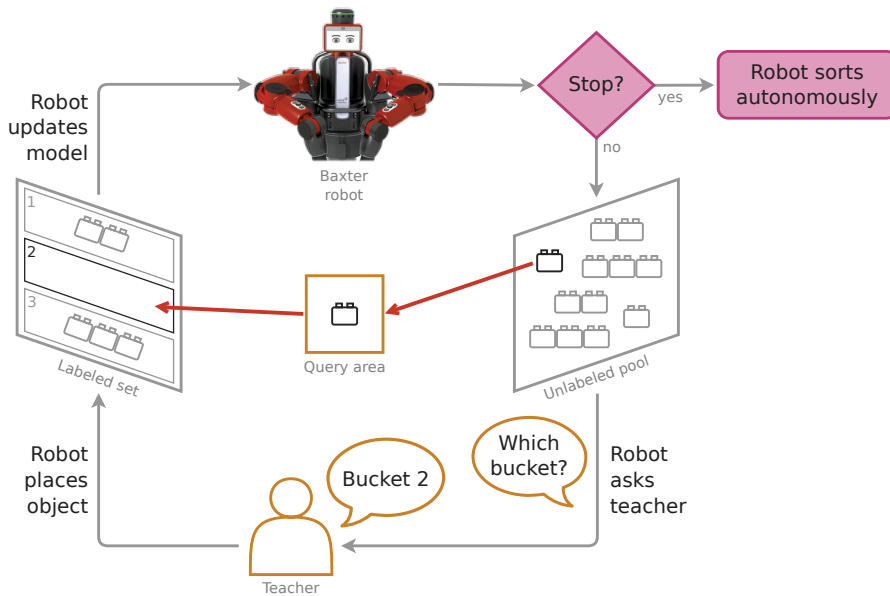 Robot
updates
model
Baxter
robot
Stop?
yes
no
Robot sorts
autonomously
1
2
3
Labeled set
Query area
Unlabeled pool
Robot
places
object
Bucket 2
Which
bucket?
Robot
asks
teacher
Teacher